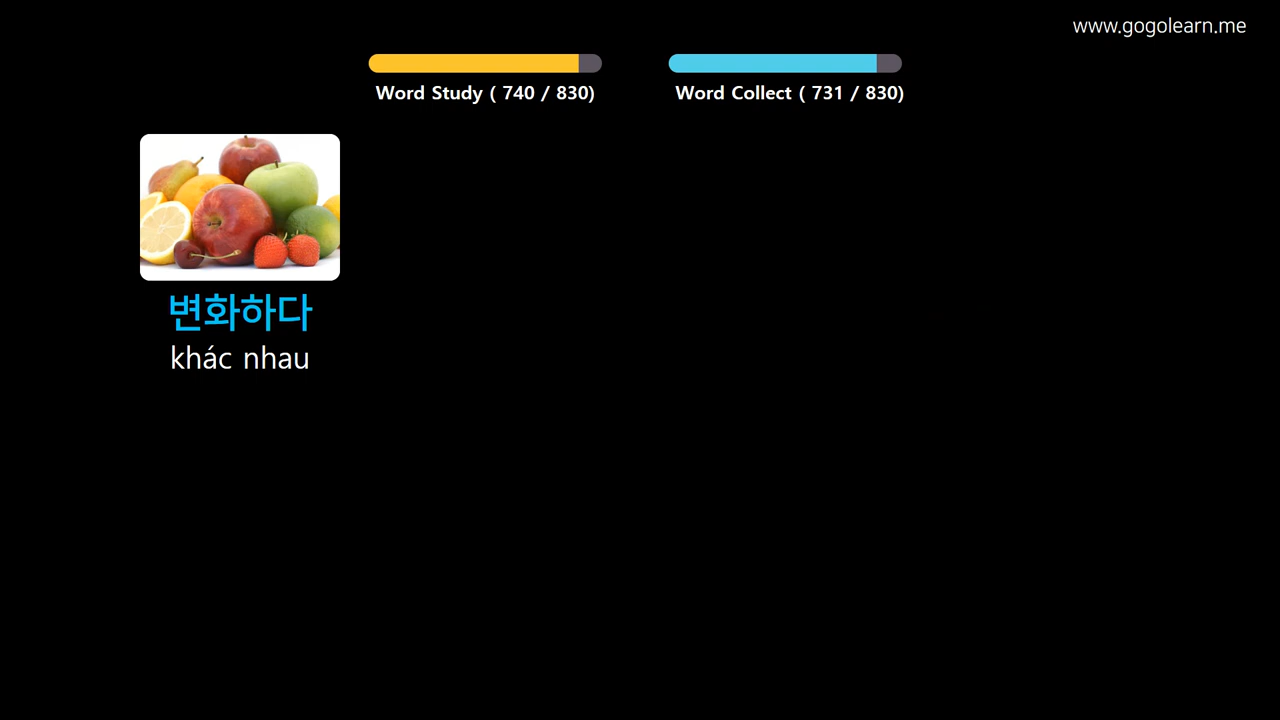 www.gogolearn.me
Word Study ( 740 / 830)
Word Collect ( 731 / 830)
변화하다
khác nhau